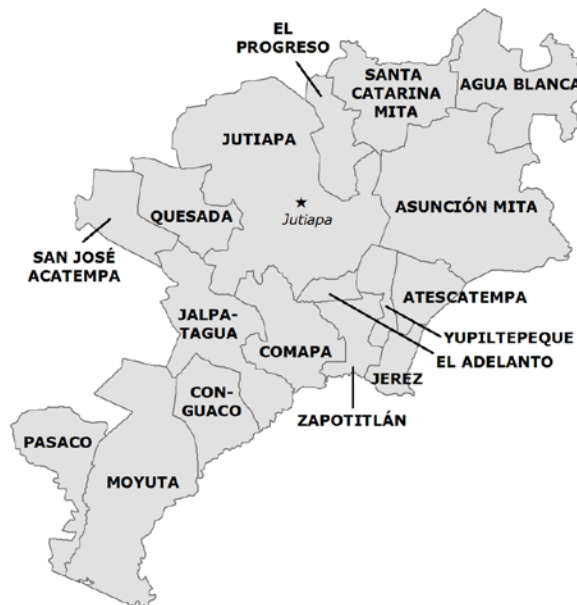 EL
PROGRESO
SANTA
CATARINA
MITA
AGUA BLANCA
JUTIAPA
QUESADA
Jutiapa
ASUNCIÓN MITA
SAN JOSÉ
ACATEMPA
ATESCATEMPA
JALPA-
TAGUA
YUPILTEPEQUE
COMAPA
EL ADELANTO
JEREZ
CON-
GUACO
ZAPOTITLÁN
PASACO
MOYUTA